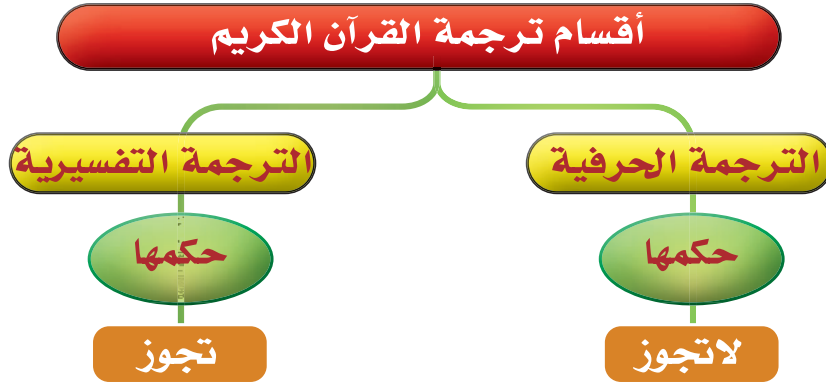 أقسام ترجمة القرآن الكريم
الترجمة الحرفية
الترجمة التفسيرية
حكمها
حكمها
لاتجوز
تجوز